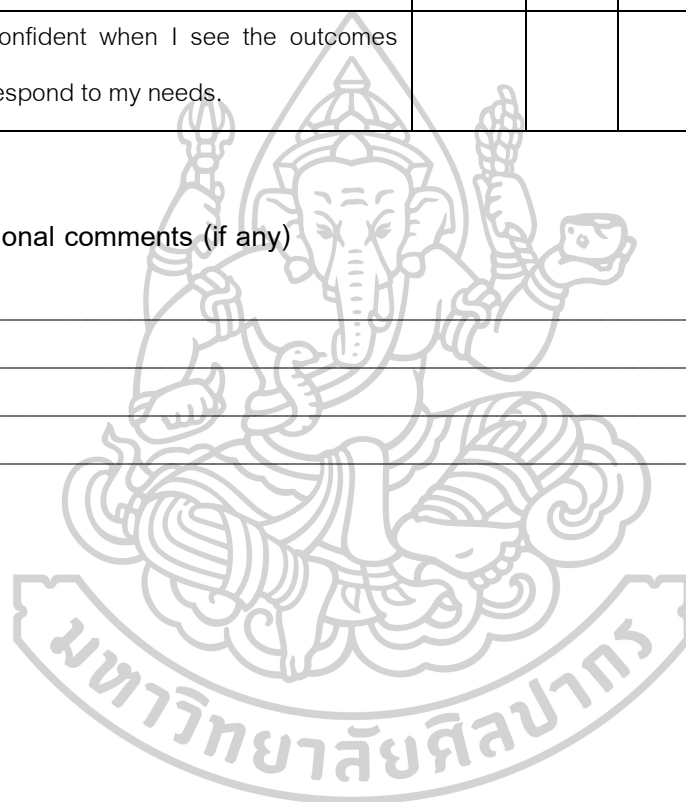 onfident when I see the outcomes
espond to my needs.
onal comments (if any)
มหาวิทยาลัยศิลปากร